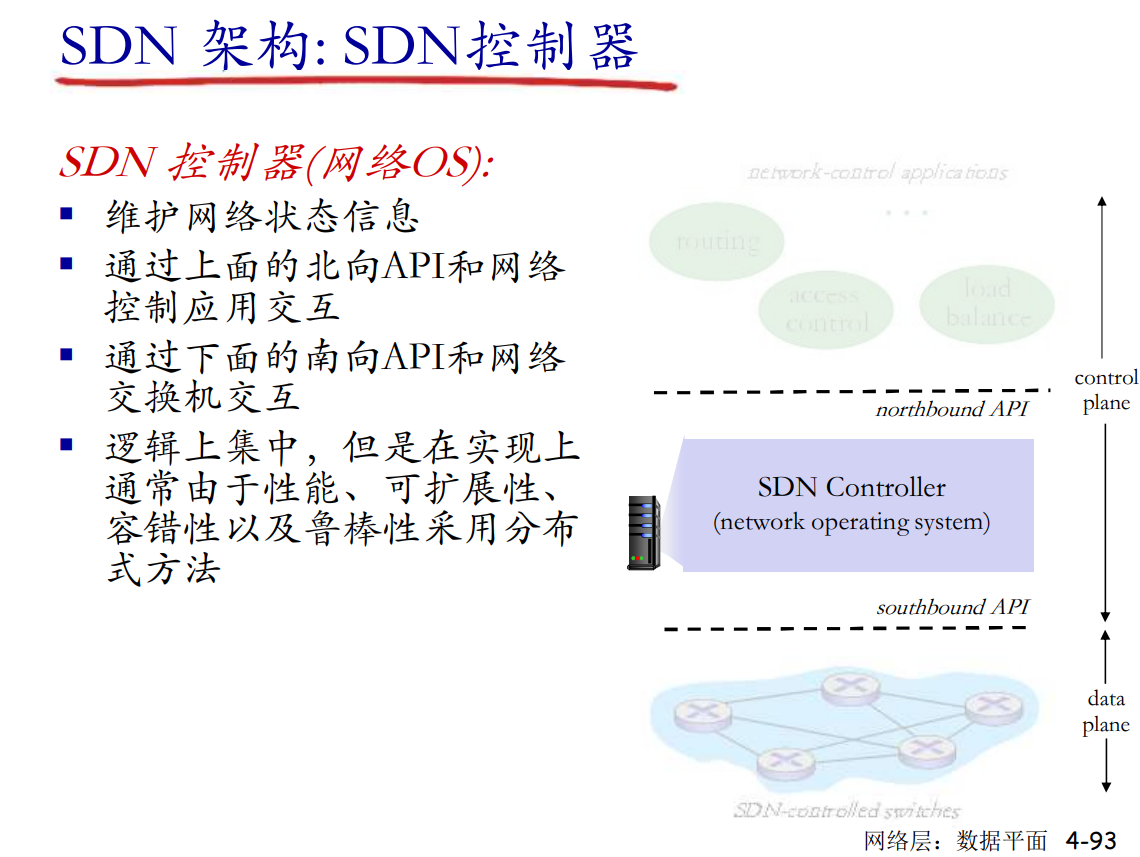 SDN 架构: SDN控制器
SDN 控制器(网络OS):
维护网络状态信息
通过上面的北向API和网络
控制应用交互
通过下面的南向API和网络
交换机交互
逻辑上集中，但是在实现上
通常由于性能、可扩展性、
容错性以及鲁棒性采用分布
式方法
network-control applications
...
routing
access
control
load
balance
control
plane
northbound API
SDN Controller
(network operating system)
southbound API
data
plane
SDN-controlled switches
网络层：数据平面 4-93